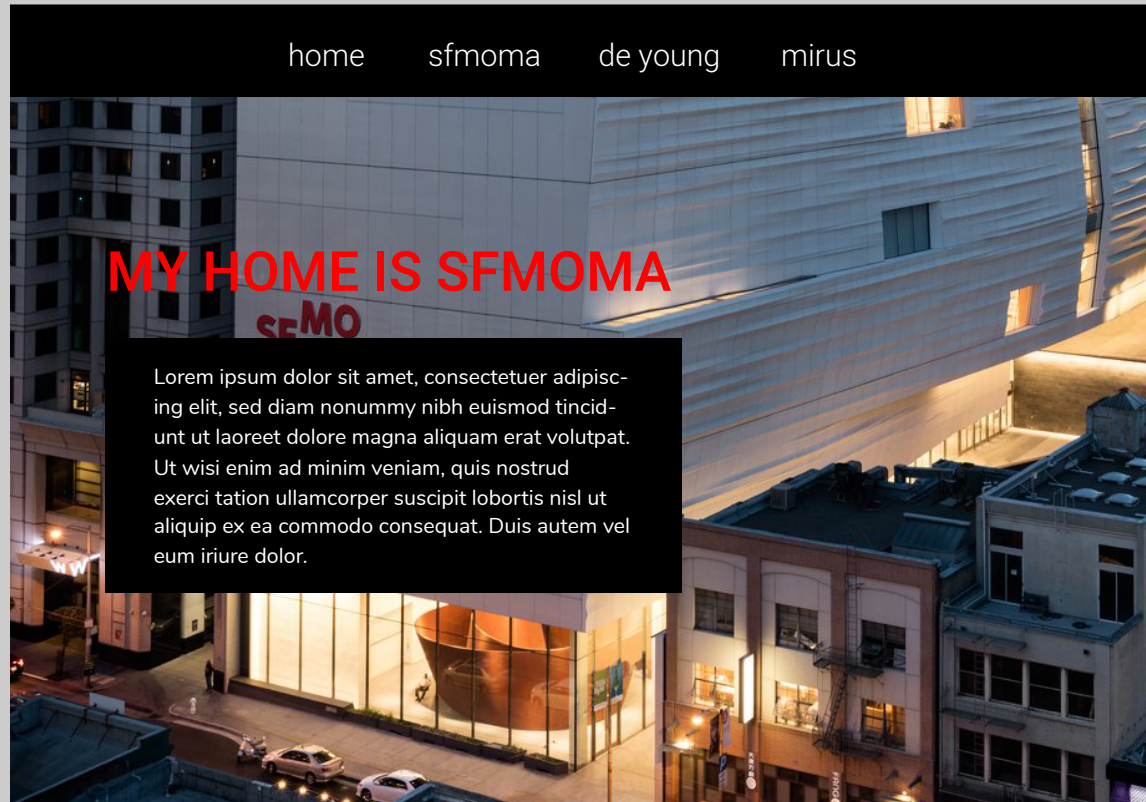 home sfmoma de young mirus
MY HOME IS SFMOMA
SFMO
Lorem ipsum dolor sit amet, consectetuer adipisc-
ing elit, sed diam nonummy nibh euismod tincid-
unt ut laoreet dolore magna aliquam erat volutpat.
Ut wisi enim ad minim veniam, quis nostrud
exerci tation ullamcorper suscipit lobortis nisl ut
aliquip ex ea commodo consequat. Duis autem vel
eum iriure dolor.
W W